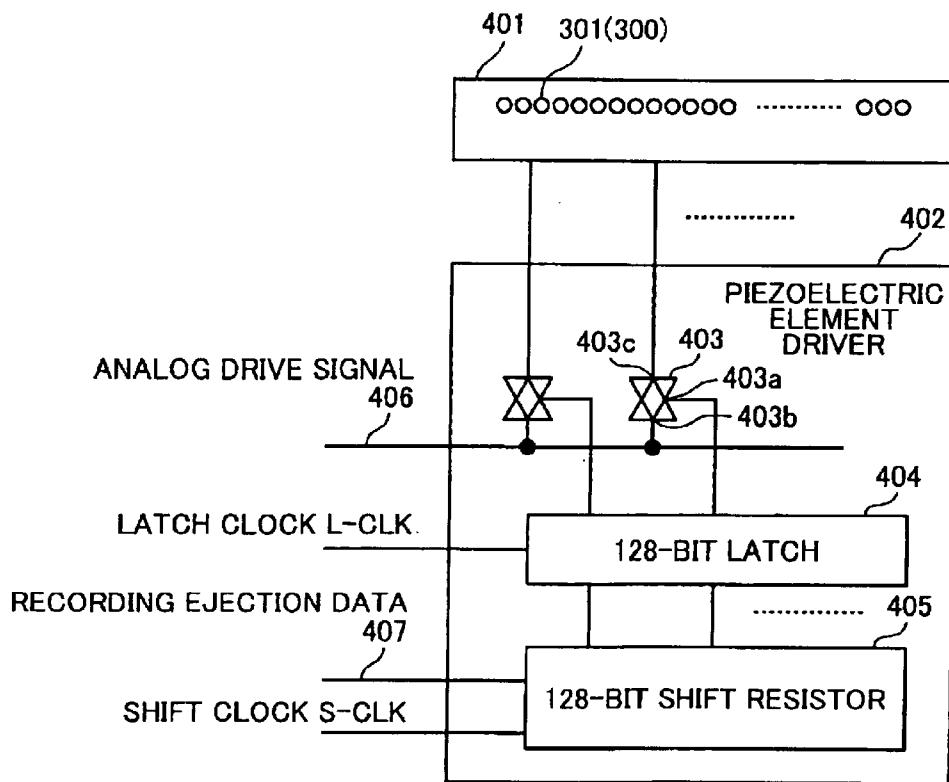 301(300)
401
402
PIEZOELECTRIC
ELEMENT
DRIVER
403c
403
403a
403b
ANALOG DRIVE SIGNAL
406
404
LATCH CLOCK L-CLK
128-BIT LATCH
RECORDING EJECTION DATA
407
405
128-BIT SHIFT RESISTOR
SHIFT CLOCK S-CLK